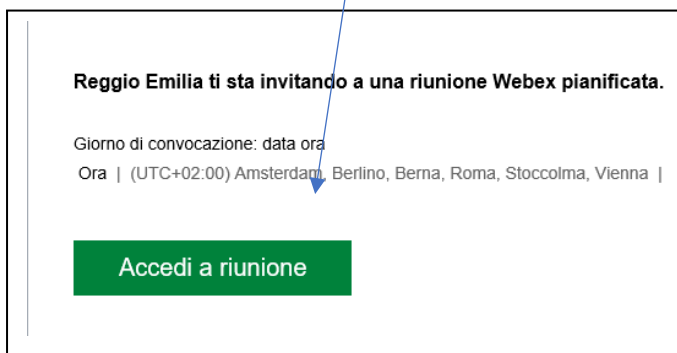 Reggio Emilia ti sta invitando a una riunione Webex pianificata.
Giorno di convocazione: data ora
Ora | (UTC+02:00) Amsterdam, Berlino, Berna, Roma, Stoccolma, Vienna |
Accedi a riunione